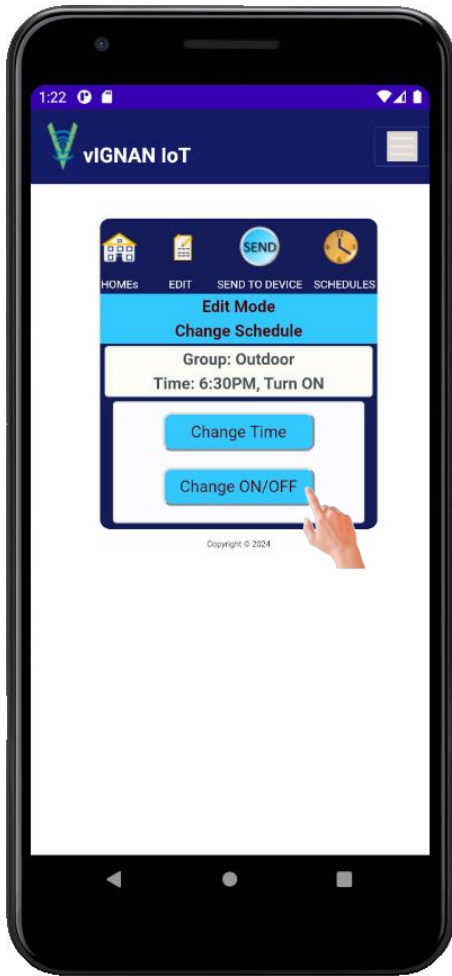 1:22
vIGNAN IoT
SEND
HOMEs EDIT SEND TO DEVICE SCHEDULES
Edit Mode
Change Schedule
Group: Outdoor
Time: 6:30PM, Turn ON
Change Time
Change ON/OFF
Copyright © 2024